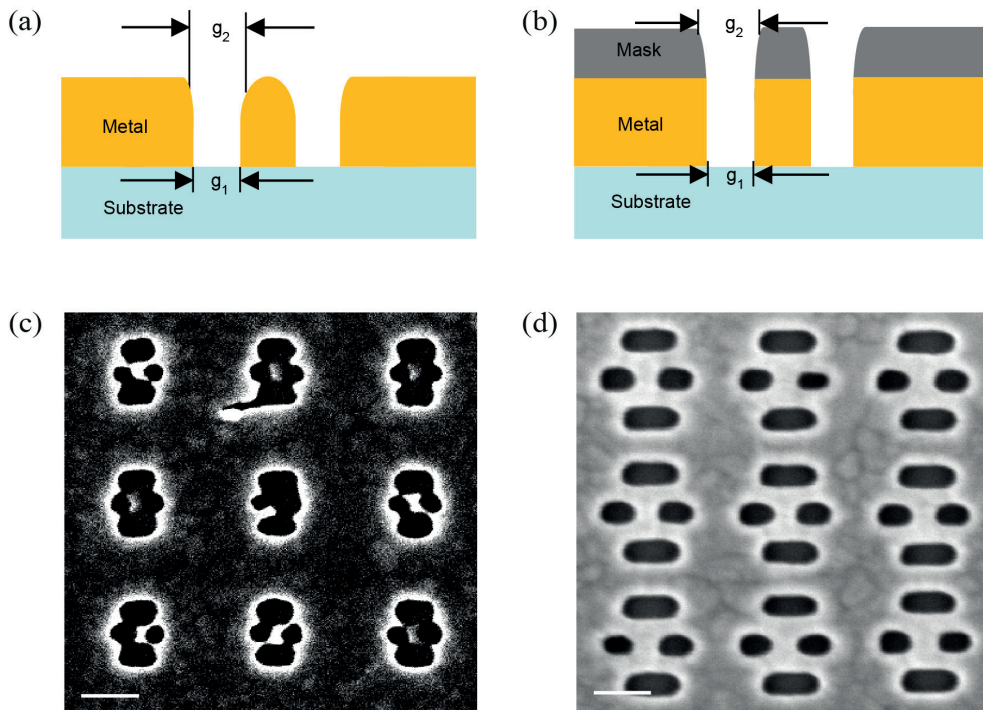 (a)
g2
Metal
g1
Substrate
(b)
g2
Mask
Metal
g1
Substrate
(c)
(d)